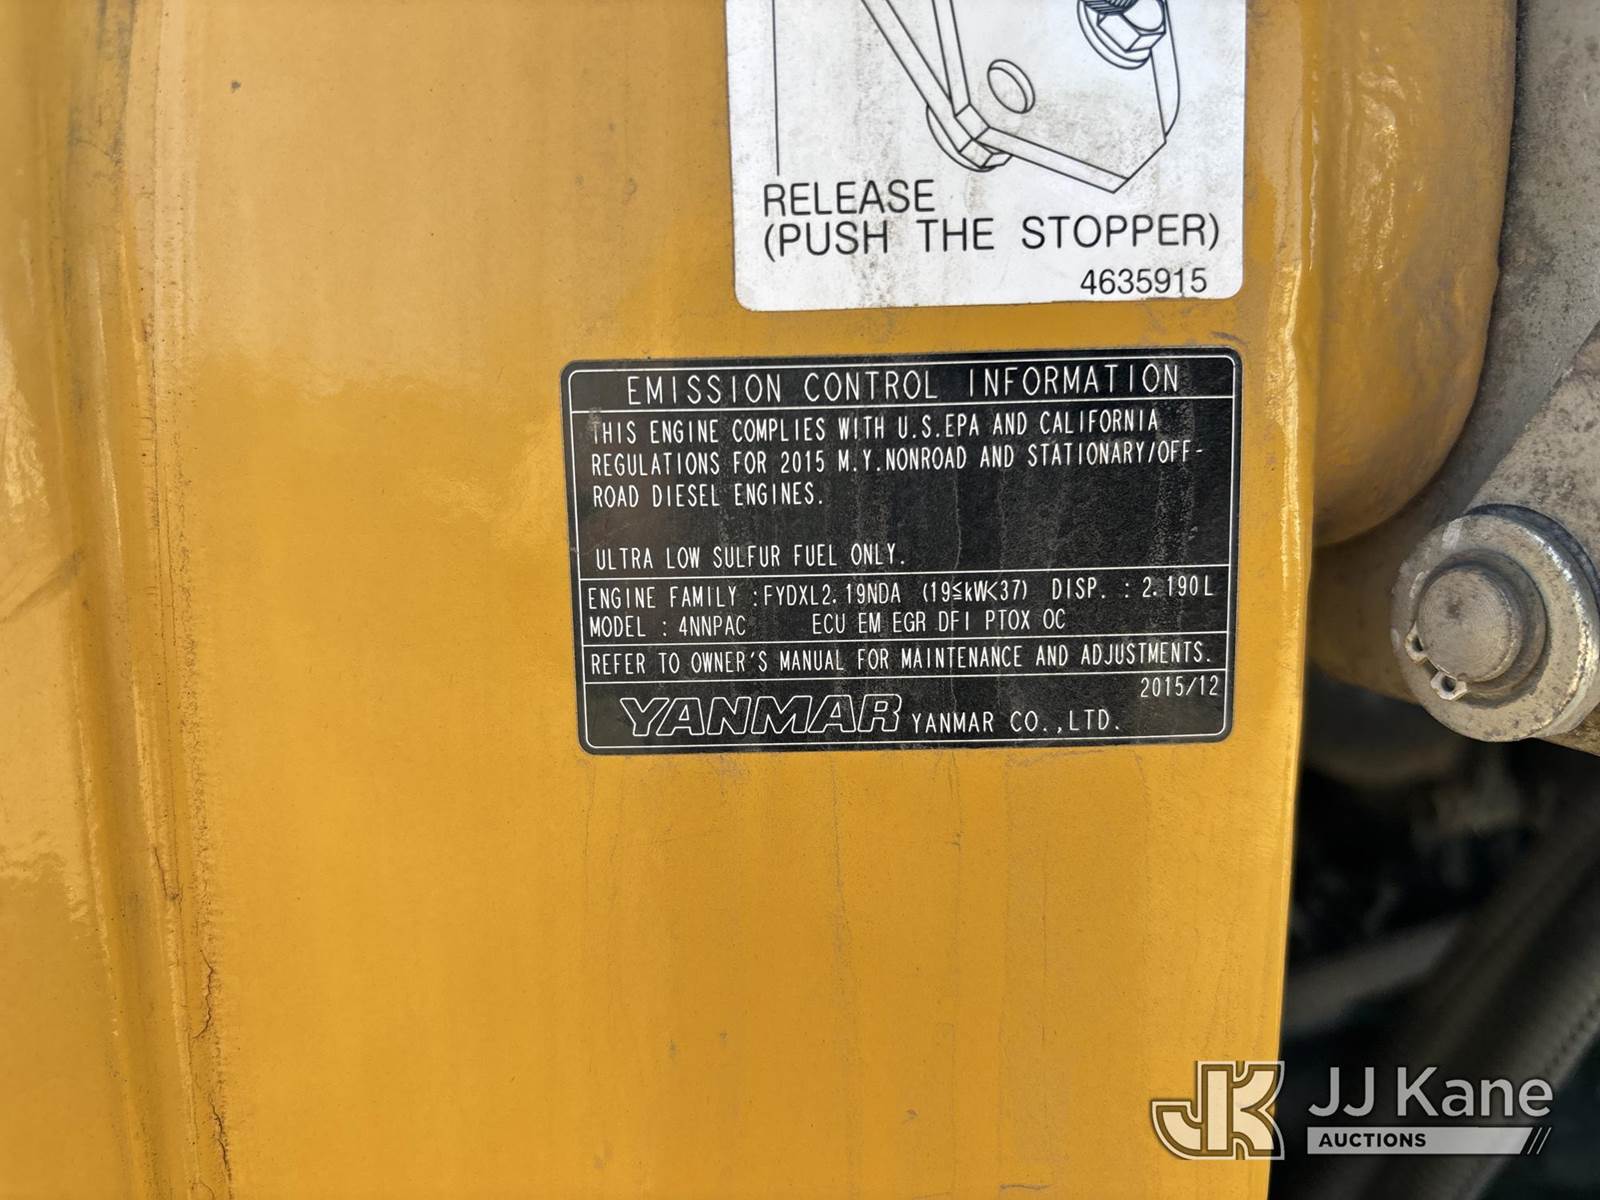 RELEASE
(PUSH THE STOPPER)
4635915
EMISSION CONTROL INFORMATION
THIS ENGINE COMPLIES WITH U.S.EPA AND CALIFORNIA
REGULATIONS FOR 2015 M.Y.NONROAD AND STATIONARY/OFF-
ROAD DIESEL ENGINES.
ULTRA LOW SULFUR FUEL ONLY.
ENGINE FAMILY :FYDXL2.19NDA (19≦kW<37) DISP. : 2.190L
MODEL : 4NNPAC ECU EM EGR DFI PTOX OC
REFER TO OWNER'S MANUAL FOR MAINTENANCE AND ADJUSTMENTS.
2015/12
YANMAR YANMAR CO.,LTD.
JK JJ Kane
AUCTIONS